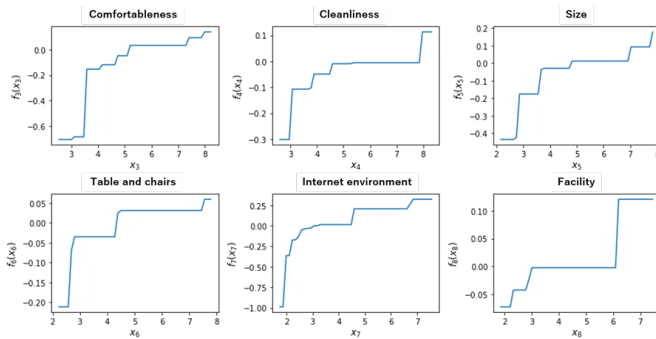 Comfortableness
Cleanliness
Size
0.0
−0.2
−0.4
−0.6
f3(x3)
3 4 5 6 7 8
x3
0.1
0.0
−0.1
−0.2
−0.3
f4(x4)
3 4 5 6 7 8
x4
0.2
0.1
0.0
−0.1
−0.2
−0.3
−0.4
f5(x5)
2 3 4 5 6 7
x5
Table and chairs
Internet environment
Facility
0.05
0.00
−0.05
−0.10
−0.15
−0.20
f6(x6)
2 3 4 5 6 7 8
x6
0.25
0.00
−0.25
−0.50
−0.75
−1.00
f7(x7)
2 3 4 5 6 7
x7
0.10
0.05
0.00
−0.05
f8(x8)
2 3 4 5 6 7
x8